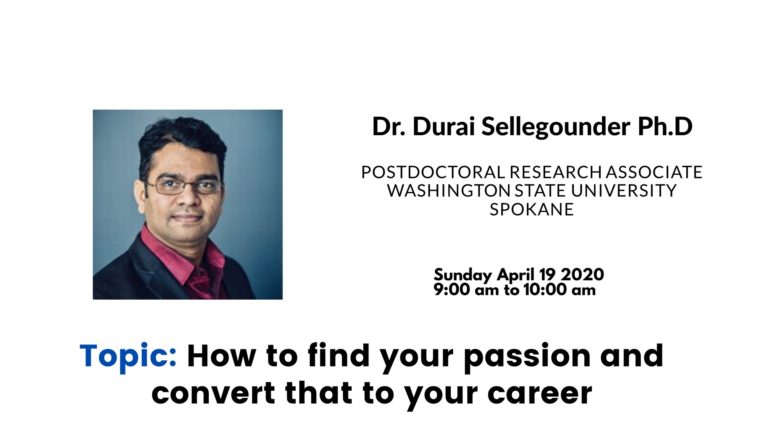 Dr. Durai Sellegounder Ph.D
POSTDOCTORAL RESEARCH ASSOCIATE
WASHINGTON STATE UNIVERSITY
SPOKANE
Sunday April 19 2020
9:00 am to 10:00 am
Topic: How to find your passion and
convert that to your career